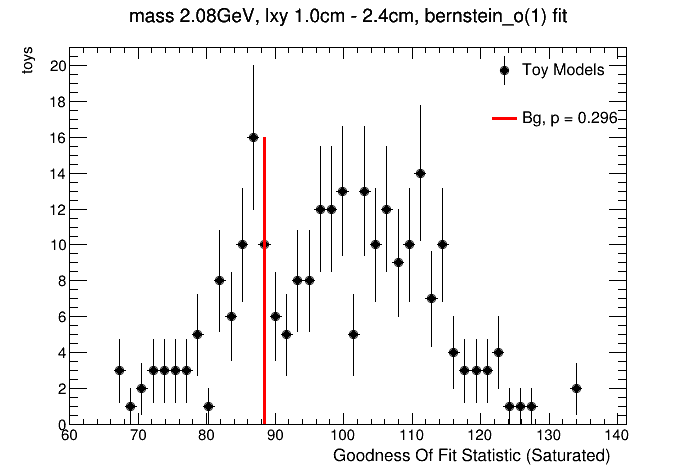 mass 2.08GeV, lxy 1.0cm - 2.4cm, bernstein_o(1) fit
toys
Toy Models
Bg, p = 0.296
20
18
16
14
12
10
8
6
4
2
0
60 70 80 90 100 110 120 130 140
Goodness Of Fit Statistic (Saturated)